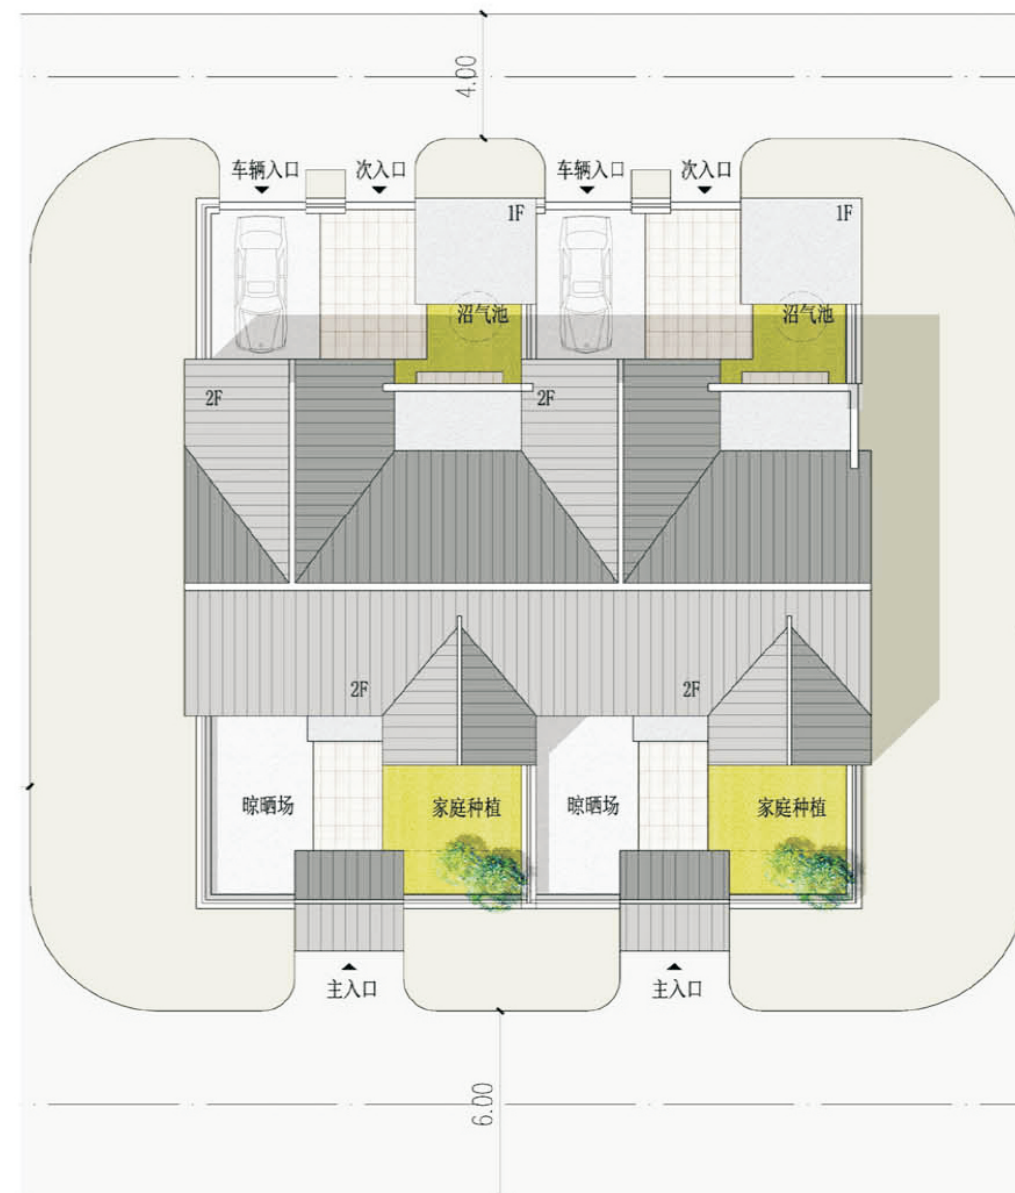 4.00
车辆入口 次入口 车辆入口 次入口
1F 1F
沼气池 沼气池
2F 2F
2F 2F
晾晒场 家庭种植 晾晒场 家庭种植
主入口 主入口
6.00